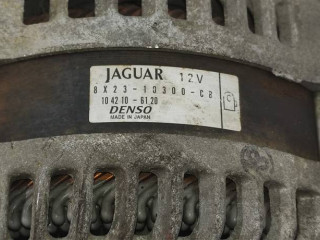 JAGUAR 12V
8X23-10300-CB
104210-6120
DENSO
MADE IN JAPAN
C